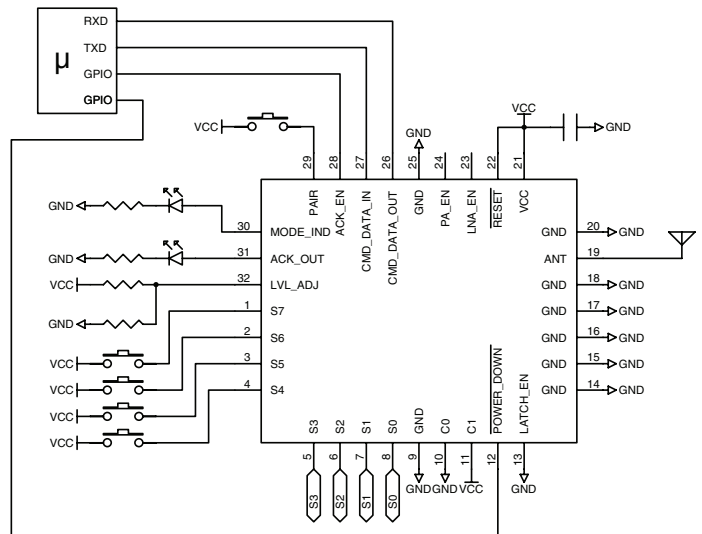 RXD
TXD
GPIO
GPIO
µ
VCC
GND
VCC
GND
29
28
27
26
25
24
23
22
21
PAIR
ACK_EN
CMD_DATA_IN
CMD_DATA_OUT
GND
PA_EN
LNA_EN
RESET
VCC
GND
30
MODE_IND
GND
20
GND
GND
31
ACK_OUT
ANT
19
VCC
32
LVL_ADJ
GND
18
GND
GND
1
S7
GND
17
GND
2
S6
GND
16
GND
VCC
3
S5
GND
15
GND
VCC
4
S4
GND
14
GND
VCC
VCC
S3
S2
S1
S0
GND
C0
C1
POWER_DOWN
LATCH_EN
5
6
7
8
9
10
11
12
13
S3
S2
S1
S0
GND
GND
VCC
GND